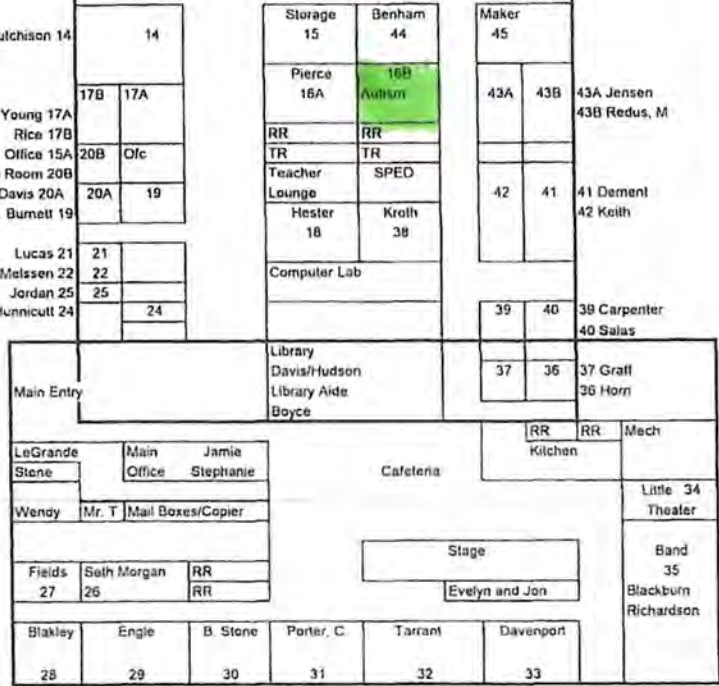 Storage Benham Maker
utchison 14 14 15 44 45
Pierce 16B
17B 17A 16A Autism 43A 43B 43A Jensen
Young 17A 43B Redus, M
Rice 17B RR RR
Office 15A 20B Ofc TR TR
Room 20B Teacher SPED
Davis 20A 20A 19 Lounge 42 41 41 Dement
Burnett 19 Hester Kroth 42 Keith
18 38
Lucas 21 21
Melssen 22 22 Computer Lab
Jordan 25 25
unnicutt 24 24 39 40 39 Carpenter
40 Salas
Library
Davis/Hudson 37 36 37 Graff
Main Entry Library Aide 36 Horn
Boyce
RR RR Mech
LeGrande Main Jamie Kitchen
Stone Office Stephanie Cafeteria
Little 34
Wendy Mr. T Mail Boxes/Copier Theater
Stage Band
Fields Seth Morgan RR 35
27 26 RR Evelyn and Jon Blackburn
Richardson
Blakley Engle B. Stone Porter, C. Tarrant Davenport
28 29 30 31 32 33